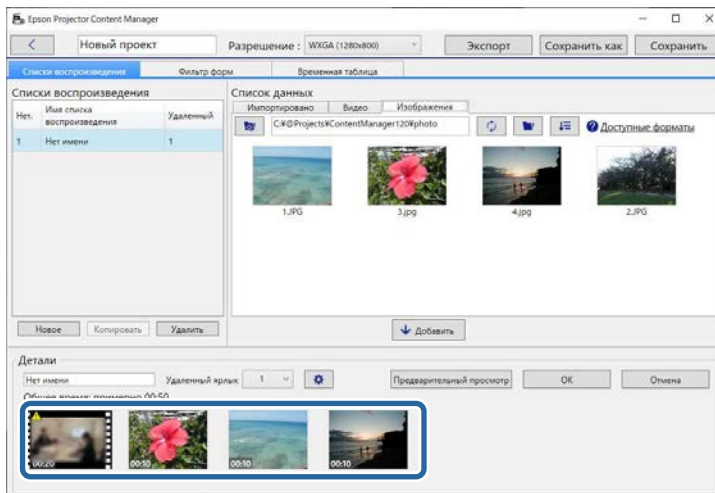 Epson Projector Content Manager
Новый проект
Разрешение : WXGA (1280x800)
Экспорт
Сохранить как
Сохранить
Списки воспроизведения
Фильтр форм
Временная таблица
Списки воспроизведения
Нет.
Имя списка
воспроизведения
Удаленный
1 Нет имени 1
Список данных
Импортировано
Видео
Изображения
C:¥@Projects¥ContentManager120¥photo
Доступные форматы
1.JPG
3.jpg
4.jpg
2.JPG
Новое
Копировать
Удалить
Добавить
Детали
Нет имени
Удаленный ярлык
1
Предварительный просмотр
OK
Отмена
Общее время: примерно 00:50
00:20
00:10
00:10
00:10